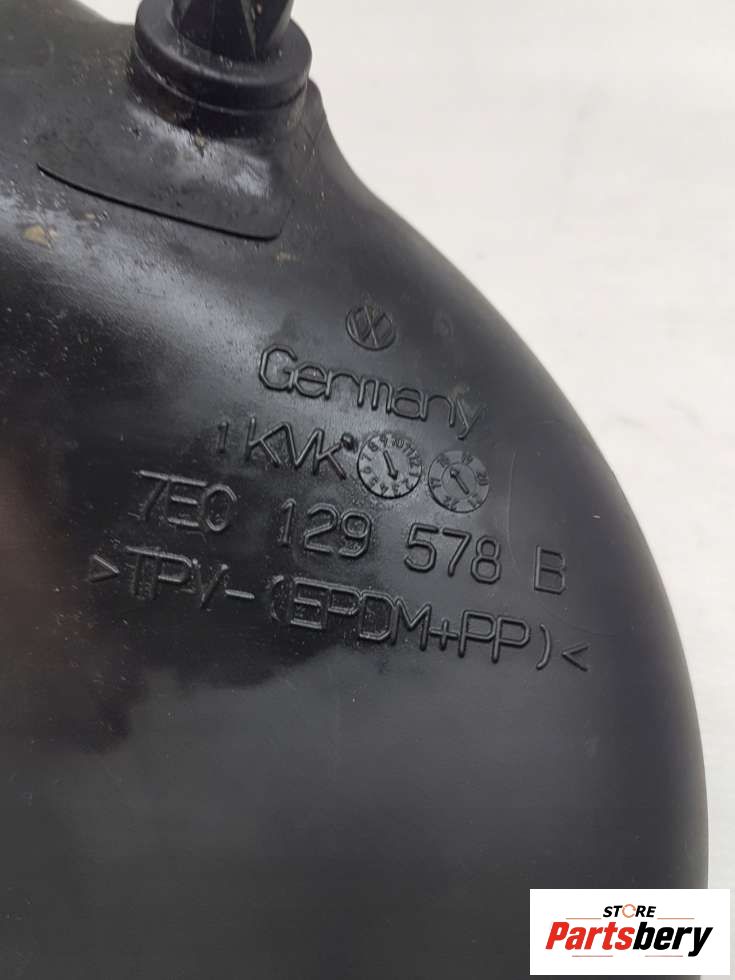 Germany
1 KVK
7E0 129 578 B
>TPV-(EPDM+PP)<
STORE
Partsbery